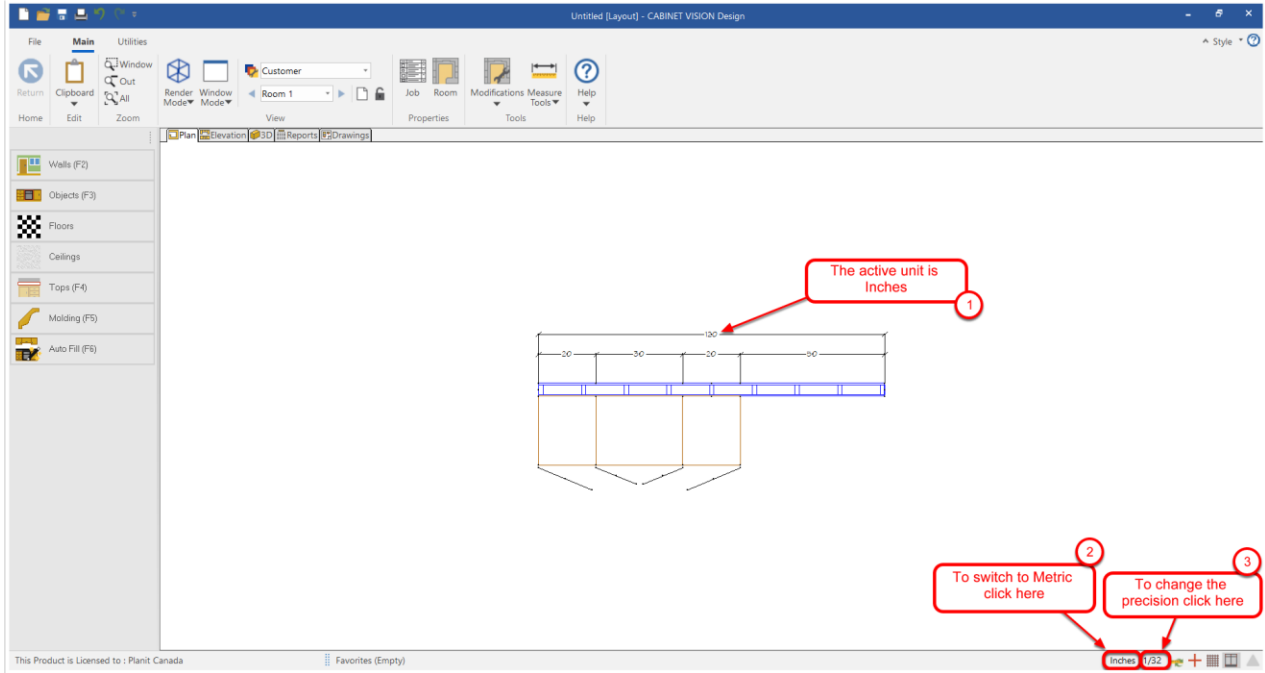 Untitled [Layout] - CABINET VISION Design
File Main Utilities
Style
Window
Out
All
Return Clipboard
Render Mode Window Mode
Customer
Room 1
Job Room
Modifications Measure Tools
Help
Home Edit Zoom View Properties Tools Help
Plan Elevation 3D Reports Drawings
Walls (F2)
Objects (F3)
Floors
Ceilings
Tops (F4)
Molding (F5)
Auto Fill (F6)
The active unit is
Inches
1
20 30 20
2
To switch to Metric
click here
3
To change the
precision click here
This Product is Licensed to : Planit Canada
Favorites (Empty)
Inches 1/32